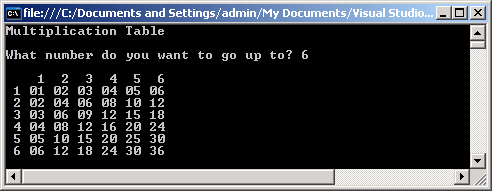 file:///C:/Documents and Settings/admin/My Documents/Visual Studio...
Multiplication Table
What number do you want to go up to? 6
1 2 3 4 5 6
1 01 02 03 04 05 06
2 02 04 06 08 10 12
3 03 06 09 12 15 18
4 04 08 12 16 20 24
5 05 10 15 20 25 30
6 06 12 18 24 30 36